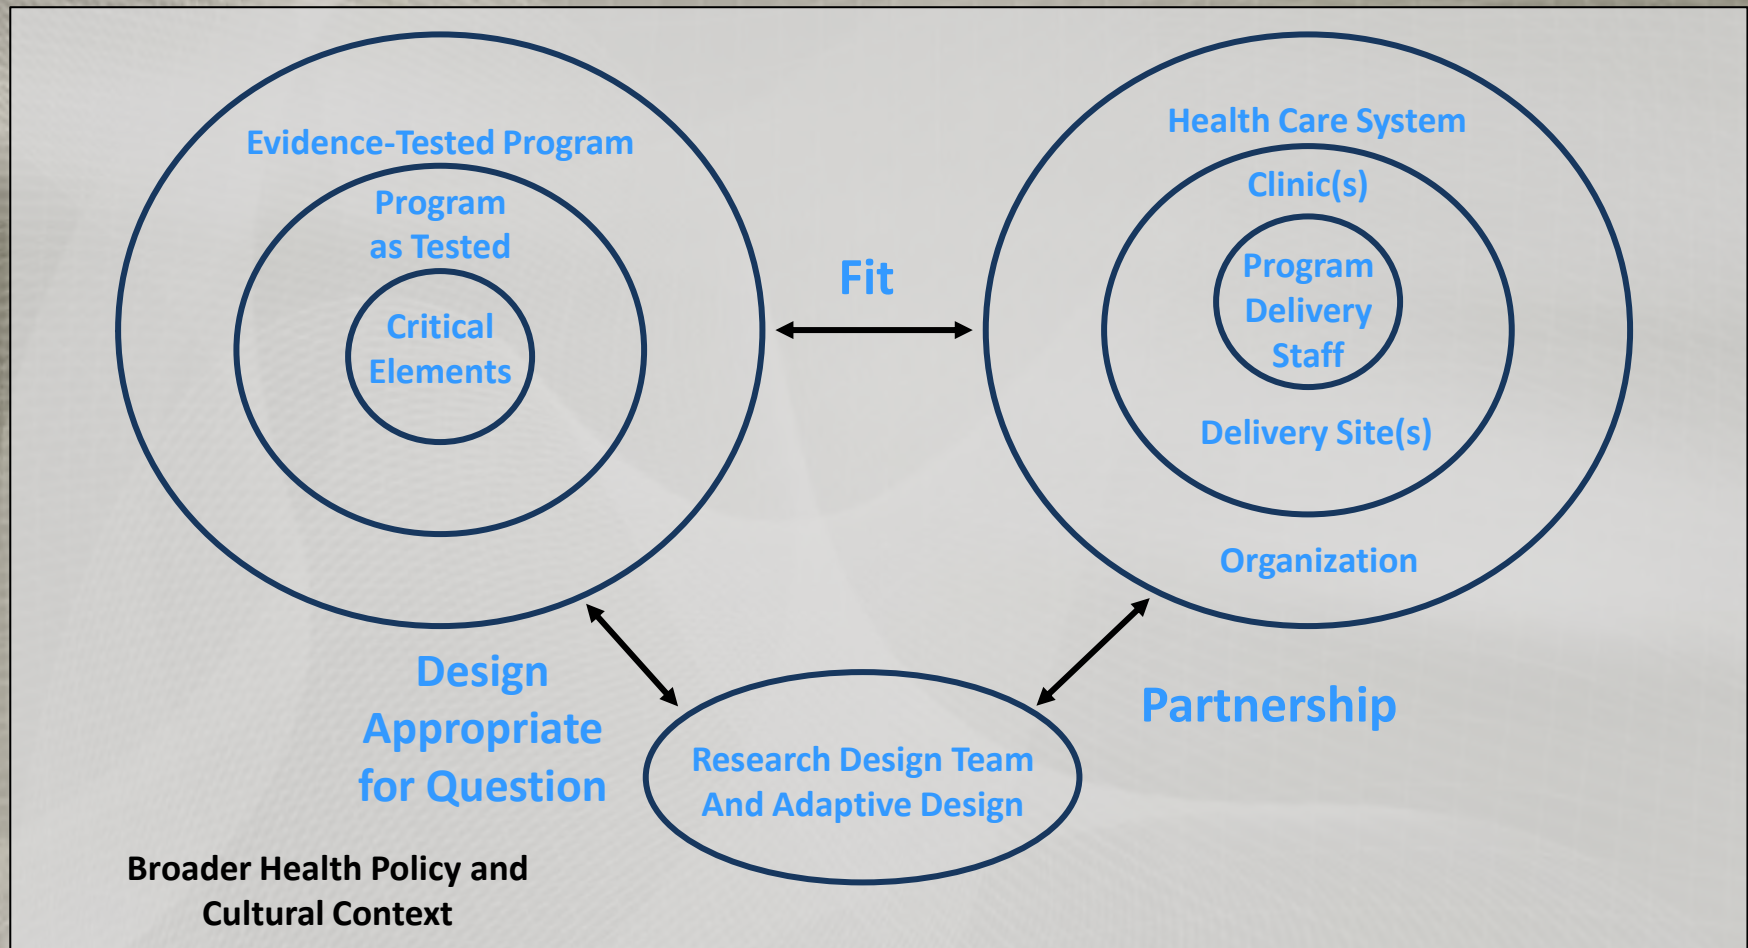 Evidence-Tested Program
Program
as Tested
Critical
Elements
Fit
Health Care System
Clinic(s)
Program
Delivery
Staff
Delivery Site(s)
Organization
Design
Appropriate
for Question
Partnership
Research Design Team
And Adaptive Design
Broader Health Policy and
Cultural Context